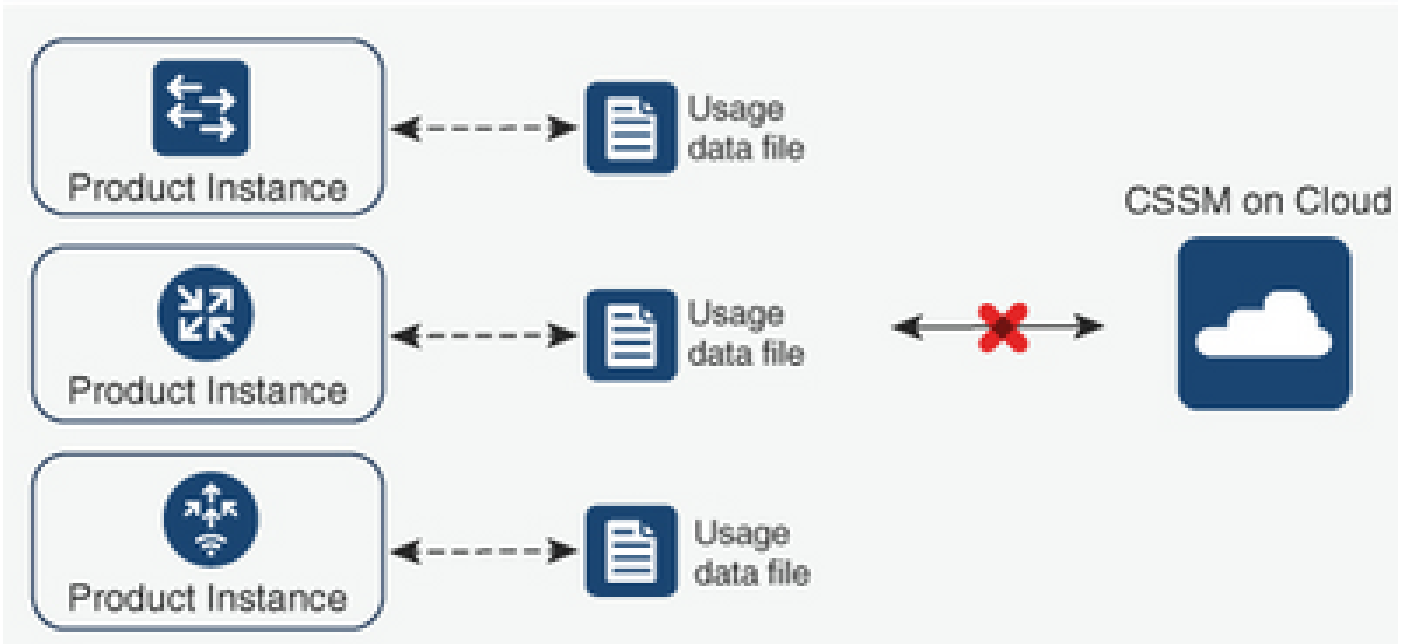 Product Instance
Usage
data file
CSSM on Cloud
Product Instance
Usage
data file
Product Instance
Usage
data file